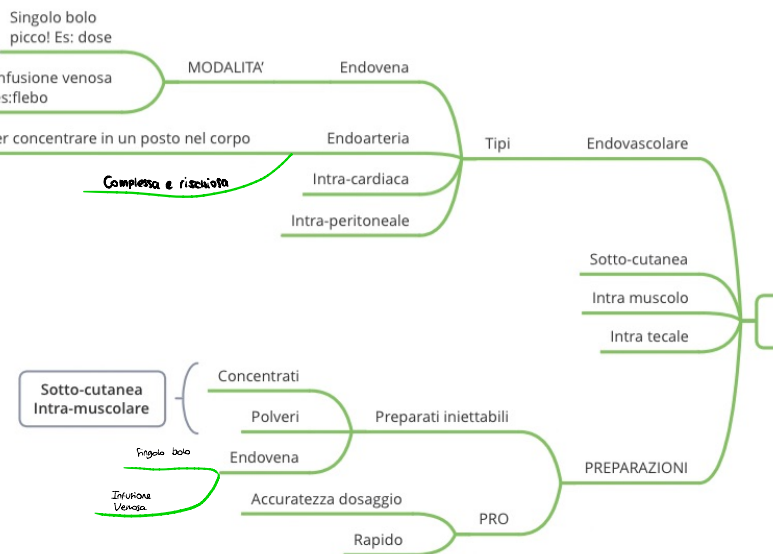 Singolo bolo
picco! Es: dose
nfusione venosa
s:flebo
MODALITA'
Endovena
er concentrare in un posto nel corpo
Endoarteria
Complessa e rischiosa
Intra-cardiaca
Intra-peritoneale
Tipi
Endovascolare
Sotto-cutanea
Intra muscolo
Intra tecale
Sotto-cutanea
Intra-muscolare
Concentrati
Polveri
Endovena
Singolo bolo
Infusione
Venosa
Preparati iniettabili
PREPARAZIONI
Accuratezza dosaggio
Rapido
PRO